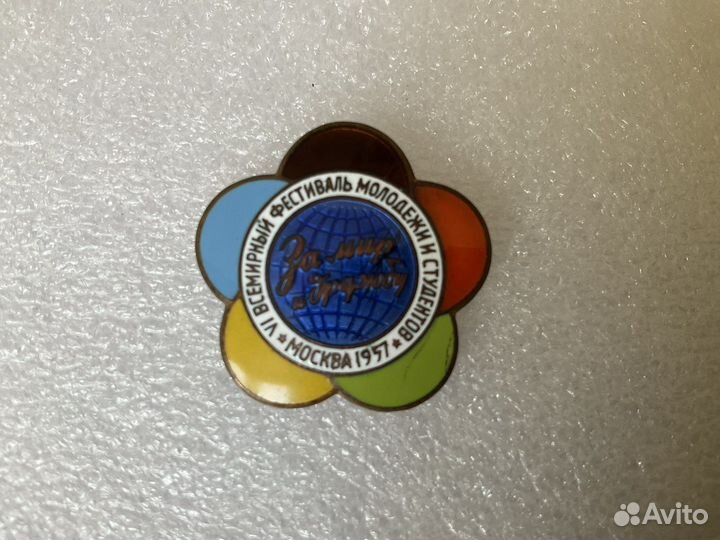 VI ВСЕМИРНЫЙ ФЕСТИВАЛЬ МОЛОДЕЖИ И СТУДЕНТОВ
* МОСКВА 1957 *
За мир
и дружбу
Avito